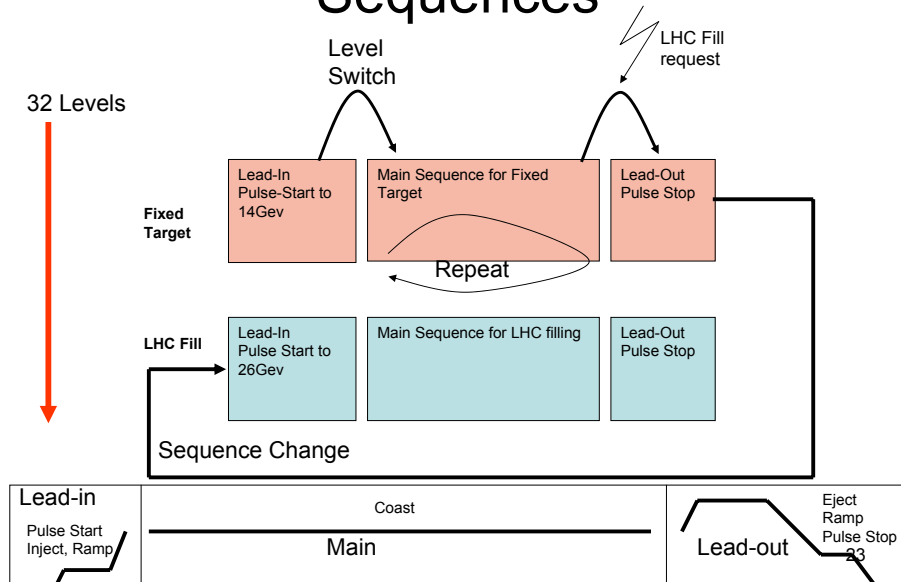 Sequences
LHC Fill
request
Level
Switch
32 Levels
Fixed
Target
Lead-In
Pulse-Start to
14Gev
Main Sequence for Fixed
Target
Lead-Out
Pulse Stop
Repeat
LHC Fill
Lead-In
Pulse Start to
26Gev
Main Sequence for LHC filling
Lead-Out
Pulse Stop
Sequence Change
Lead-in
Pulse Start
Inject, Ramp
Coast
Main
Lead-out
Eject
Ramp
Pulse Stop
23